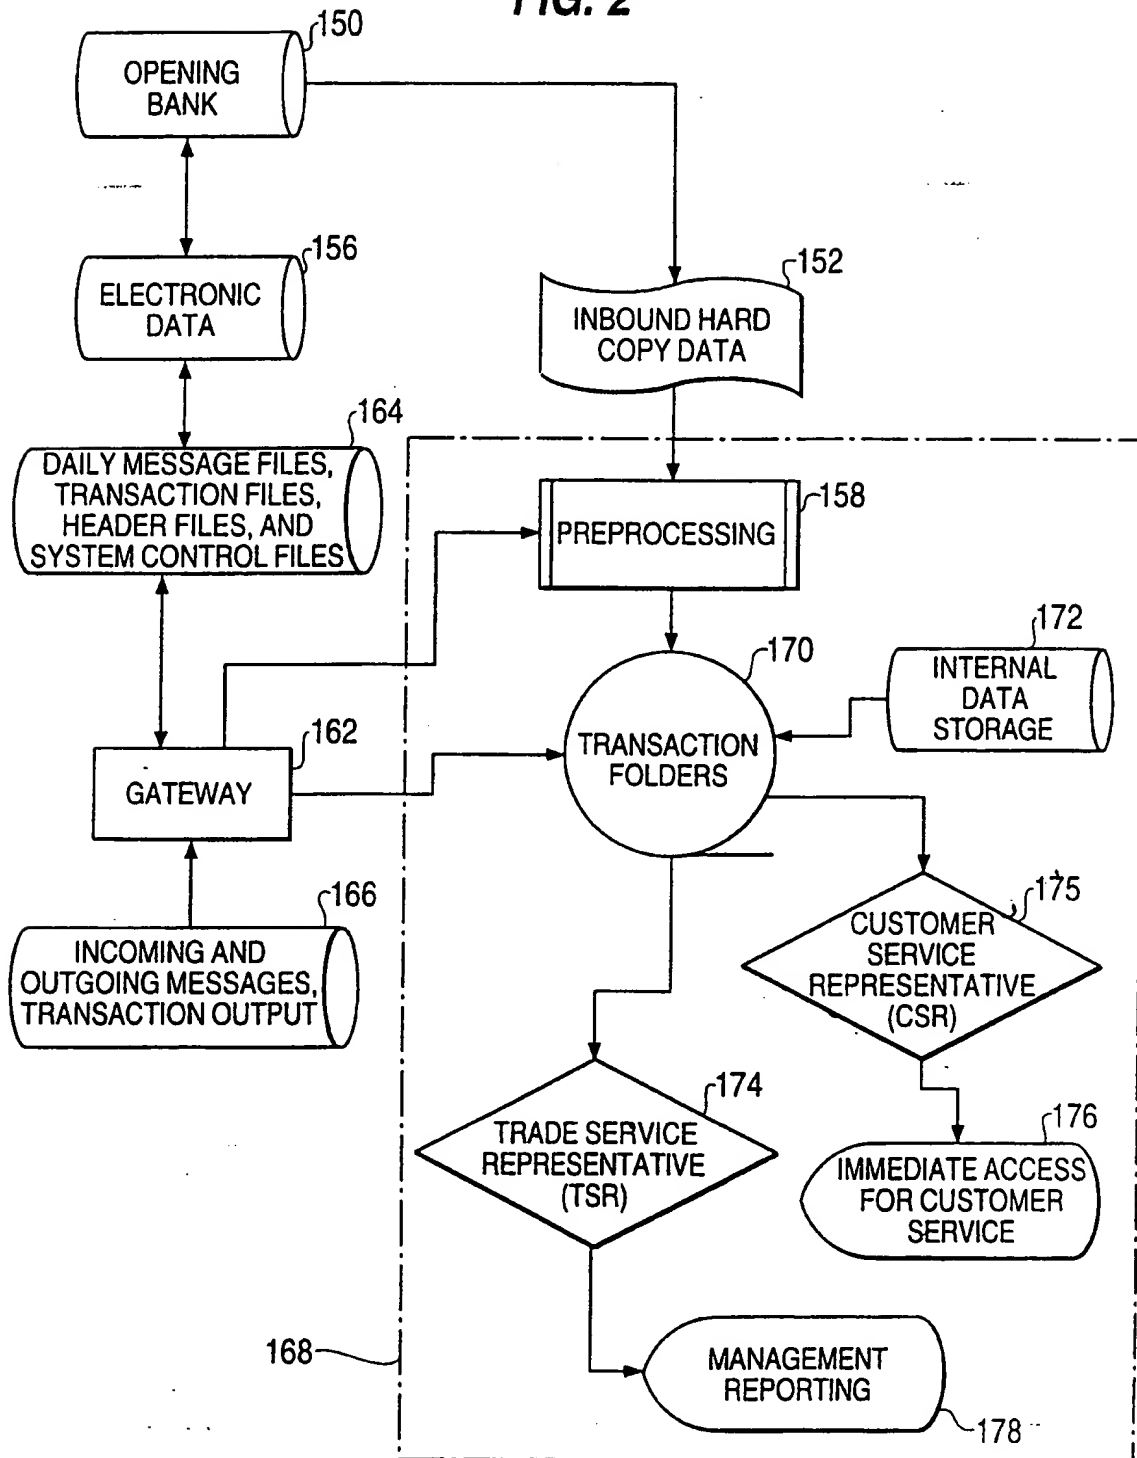 FIG. 2
150
OPENING
BANK
156
ELECTRONIC
DATA
152
INBOUND HARD
COPY DATA
164
DAILY MESSAGE FILES,
TRANSACTION FILES,
HEADER FILES, AND
SYSTEM CONTROL FILES
158
PREPROCESSING
172
INTERNAL
DATA
STORAGE
170
TRANSACTION
FOLDERS
162
GATEWAY
166
INCOMING AND
OUTGOING MESSAGES,
TRANSACTION OUTPUT
175
CUSTOMER
SERVICE
REPRESENTATIVE
(CSR)
174
TRADE SERVICE
REPRESENTATIVE
(TSR)
176
IMMEDIATE ACCESS
FOR CUSTOMER
SERVICE
168
MANAGEMENT
REPORTING
178